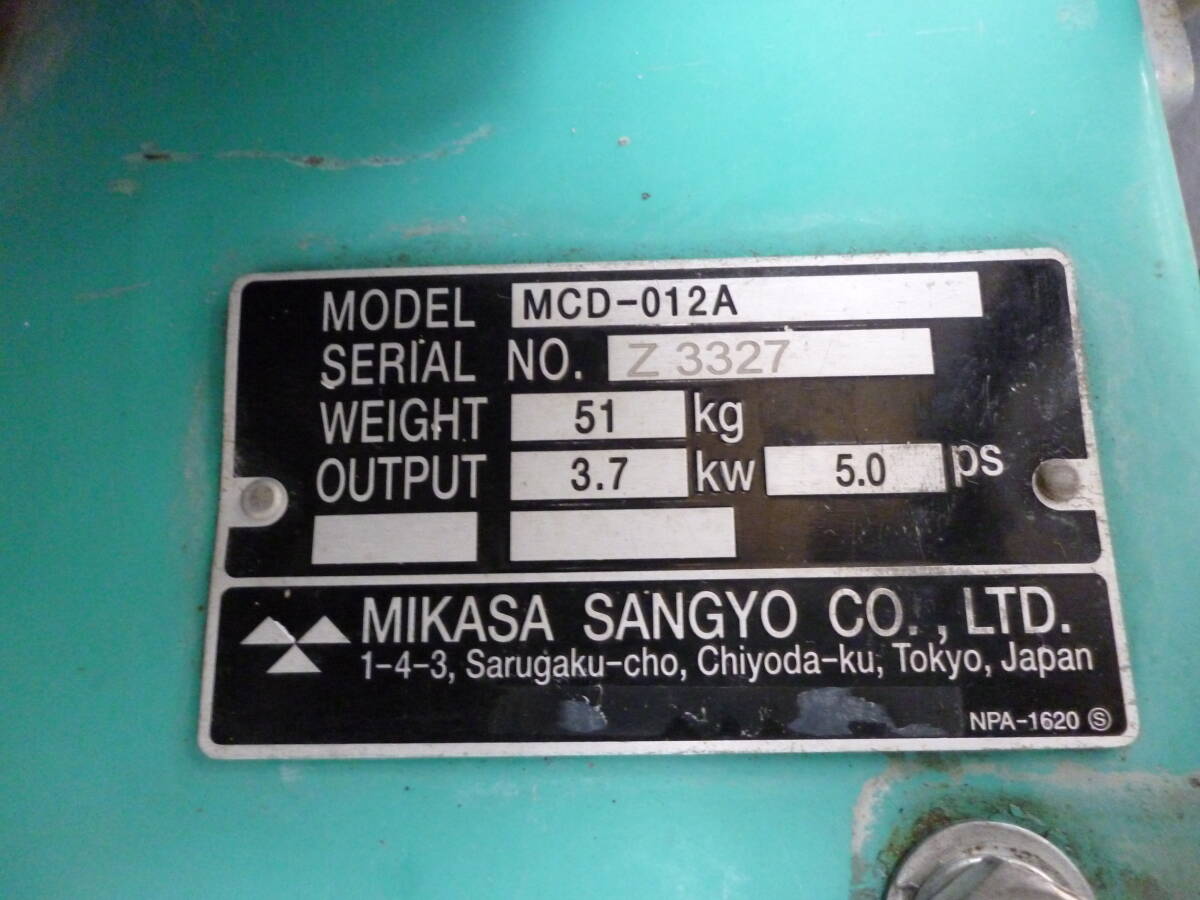 MODEL MCD-012A
SERIAL NO. Z 3327
WEIGHT 51 kg
OUTPUT 3.7 kw 5.0 ps
MIKASA SANGYO CO., LTD.
1-4-3, Sarugaku-cho, Chiyoda-ku, Tokyo, Japan
NPA-1620 Ⓢ